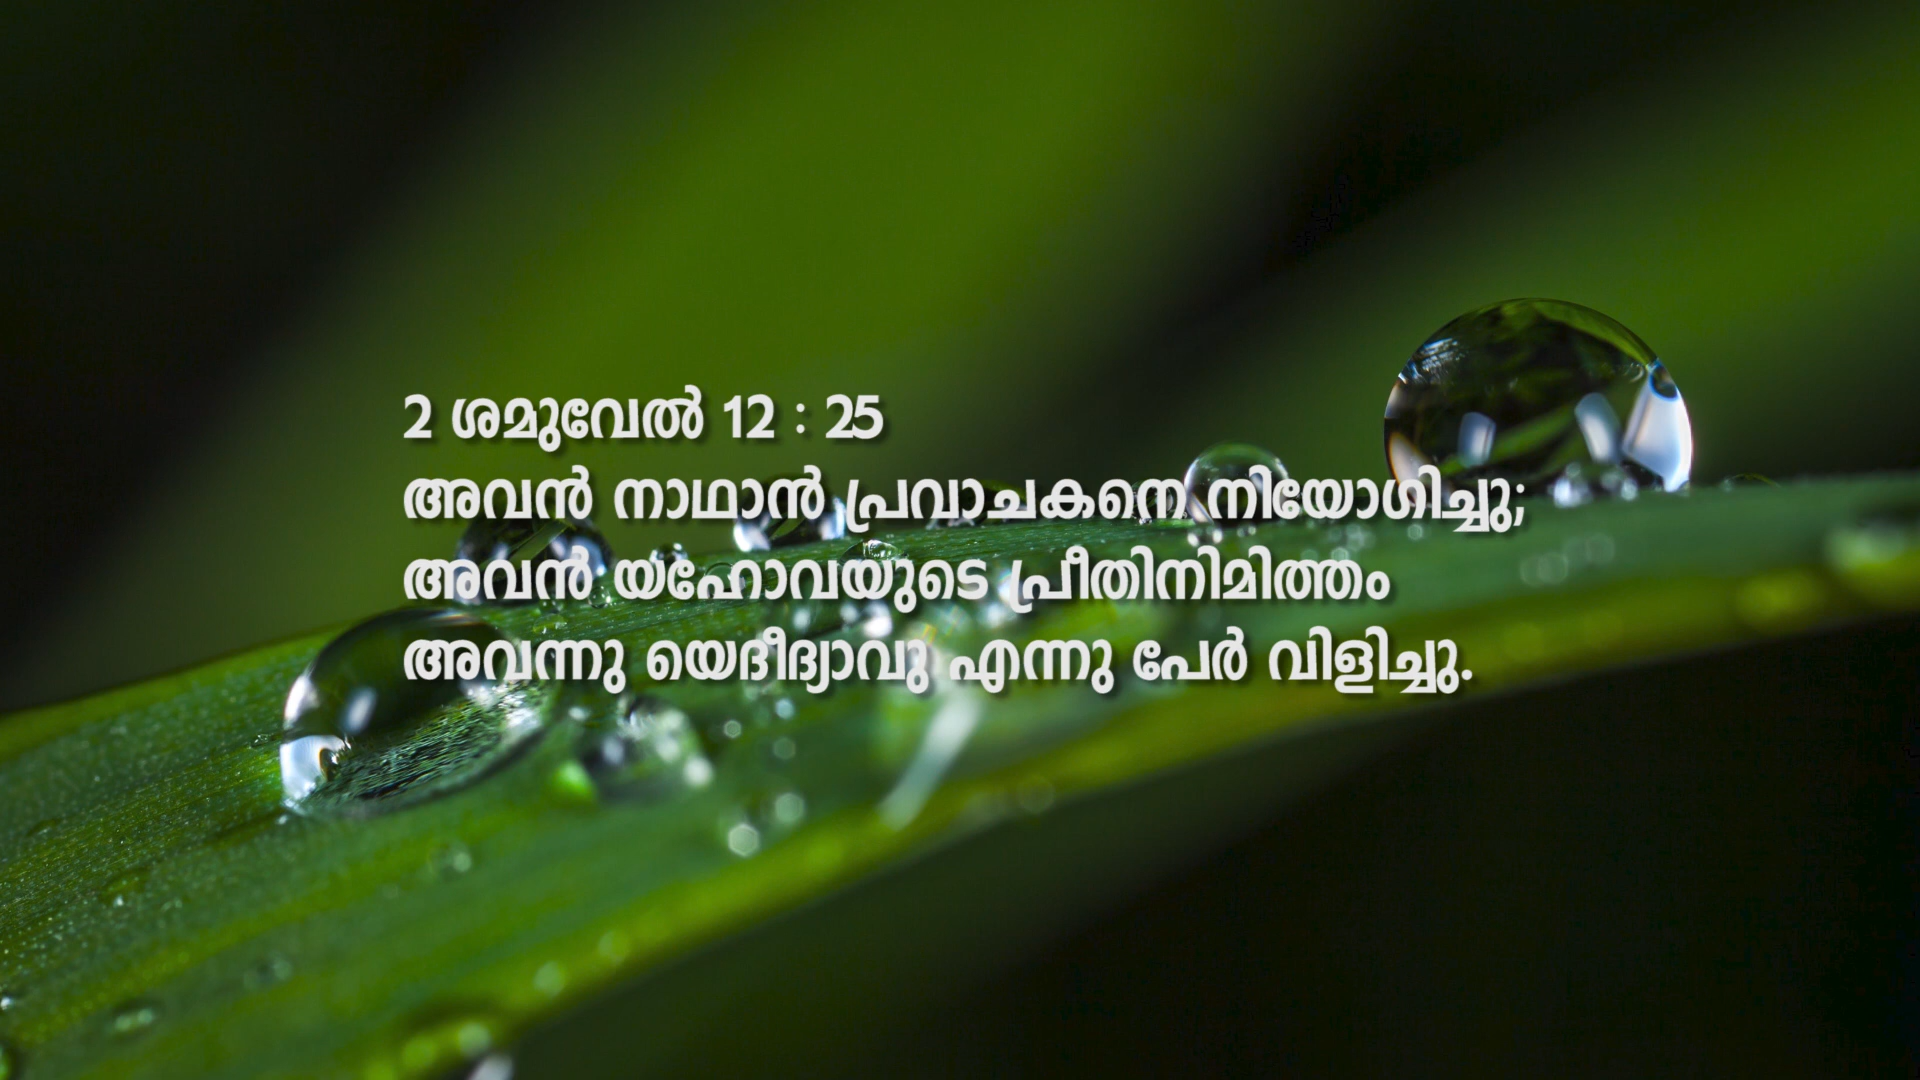 2 ശമുവേൽ 12 : 25
അവൻ നാഥാൻ പ്രവാചകനെ നിയോഗിച്ചു;
അവൻ യഹോവയുടെ പ്രീതിനിമിത്തം
അവന്നു യെദീദ്യാവു എന്നു പേർ വിളിച്ചു.